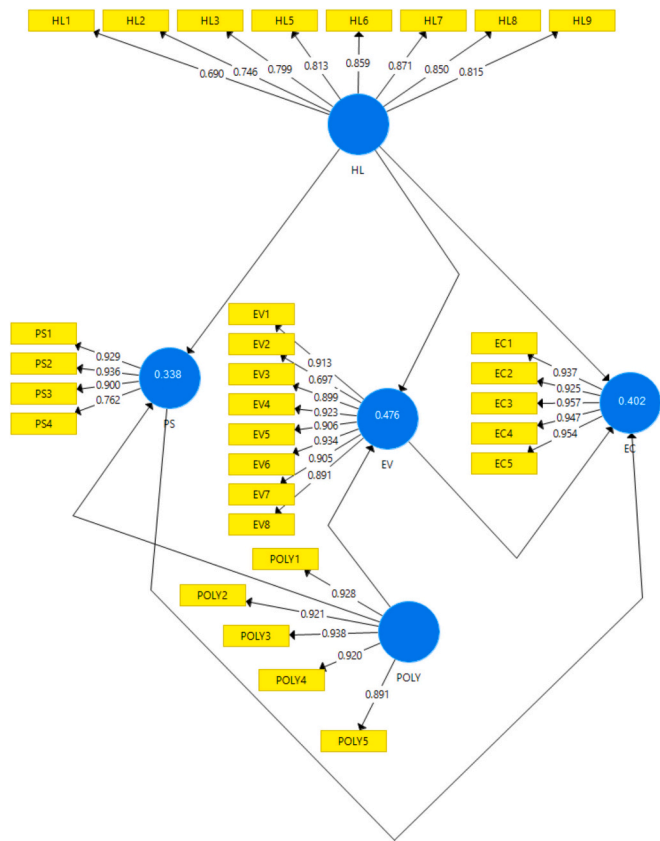 HL1 HL2 HL3 HL5 HL6 HL7 HL8 HL9
0.690 0.746 0.799 0.813 0.859 0.871 0.850 0.815
HL
PS1
PS2
PS3
PS4
0.929
0.936
0.900
0.762
0.338
PS
EV1
EV2
EV3
EV4
EV5
EV6
EV7
EV8
0.913
0.697
0.899
0.923
0.906
0.934
0.905
0.891
0.476
EV
EC1
EC2
EC3
EC4
EC5
0.937
0.925
0.957
0.947
0.954
0.402
EC
POLY1
POLY2
POLY3
POLY4
POLY5
0.928
0.921
0.938
0.920
0.891
POLY